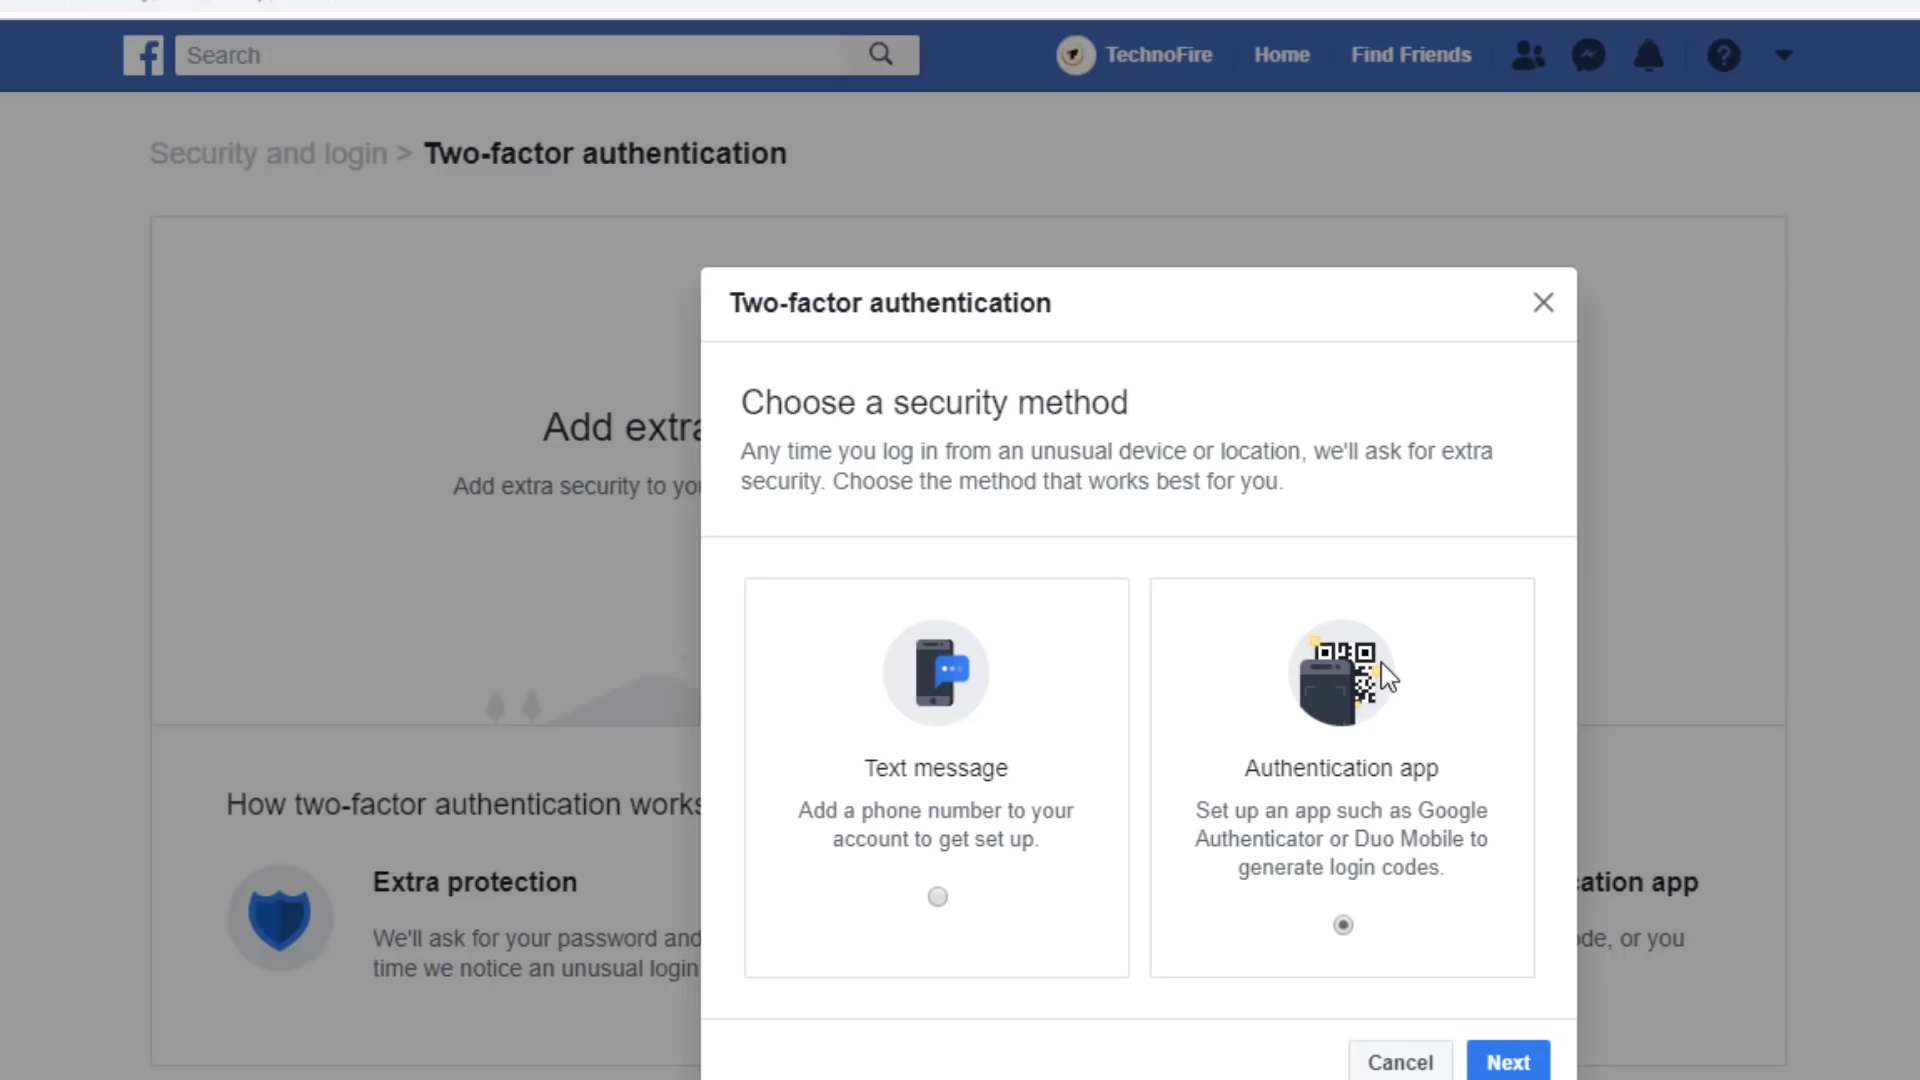 Search
TechnoFire
Home
Find Friends
Security and login > Two-factor authentication
Two-factor authentication
Choose a security method
Any time you log in from an unusual device or location, we'll ask for extra
security. Choose the method that works best for you.
Add extra
Add extra security to you
Text message
Add a phone number to your
account to get set up.
Authentication app
Set up an app such as Google
Authenticator or Duo Mobile to
generate login codes.
How two-factor authentication works
Extra protection
We'll ask for your password and
time we notice an unusual login
cation app
ode, or you
Cancel
Next